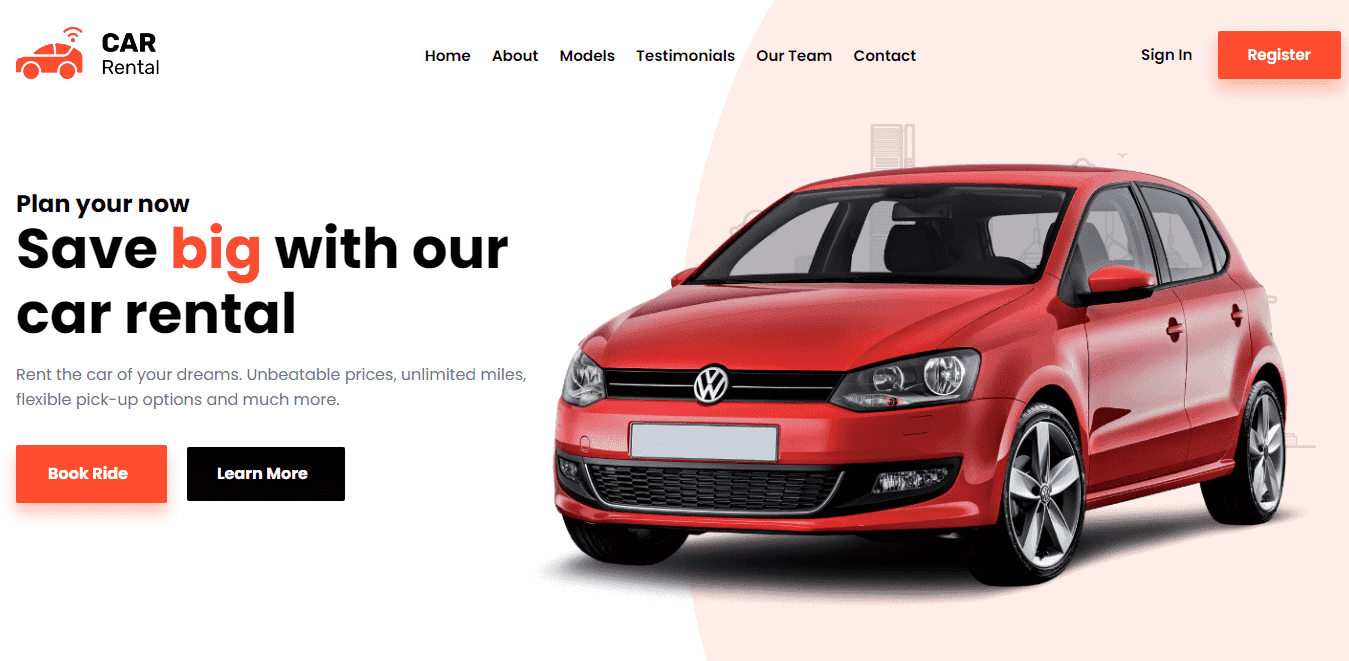 CAR
Rental
Home About Models Testimonials Our Team Contact
Sign In Register
Plan your now
Save big with our
car rental
Rent the car of your dreams. Unbeatable prices, unlimited miles,
flexible pick-up options and much more.
Book Ride Learn More